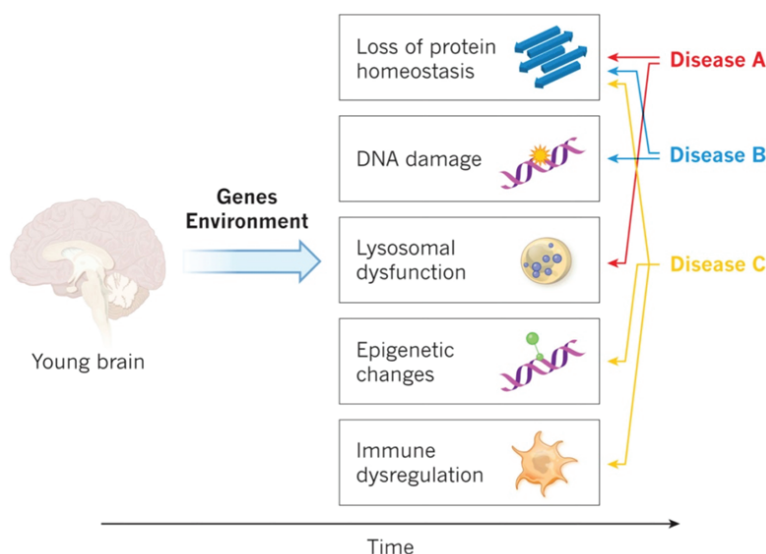 Loss of protein
homeostasis
Disease A
DNA damage
Disease B
Genes
Environment
Lysosomal
dysfunction
Disease C
Young brain
Epigenetic
changes
Immune
dysregulation
Time